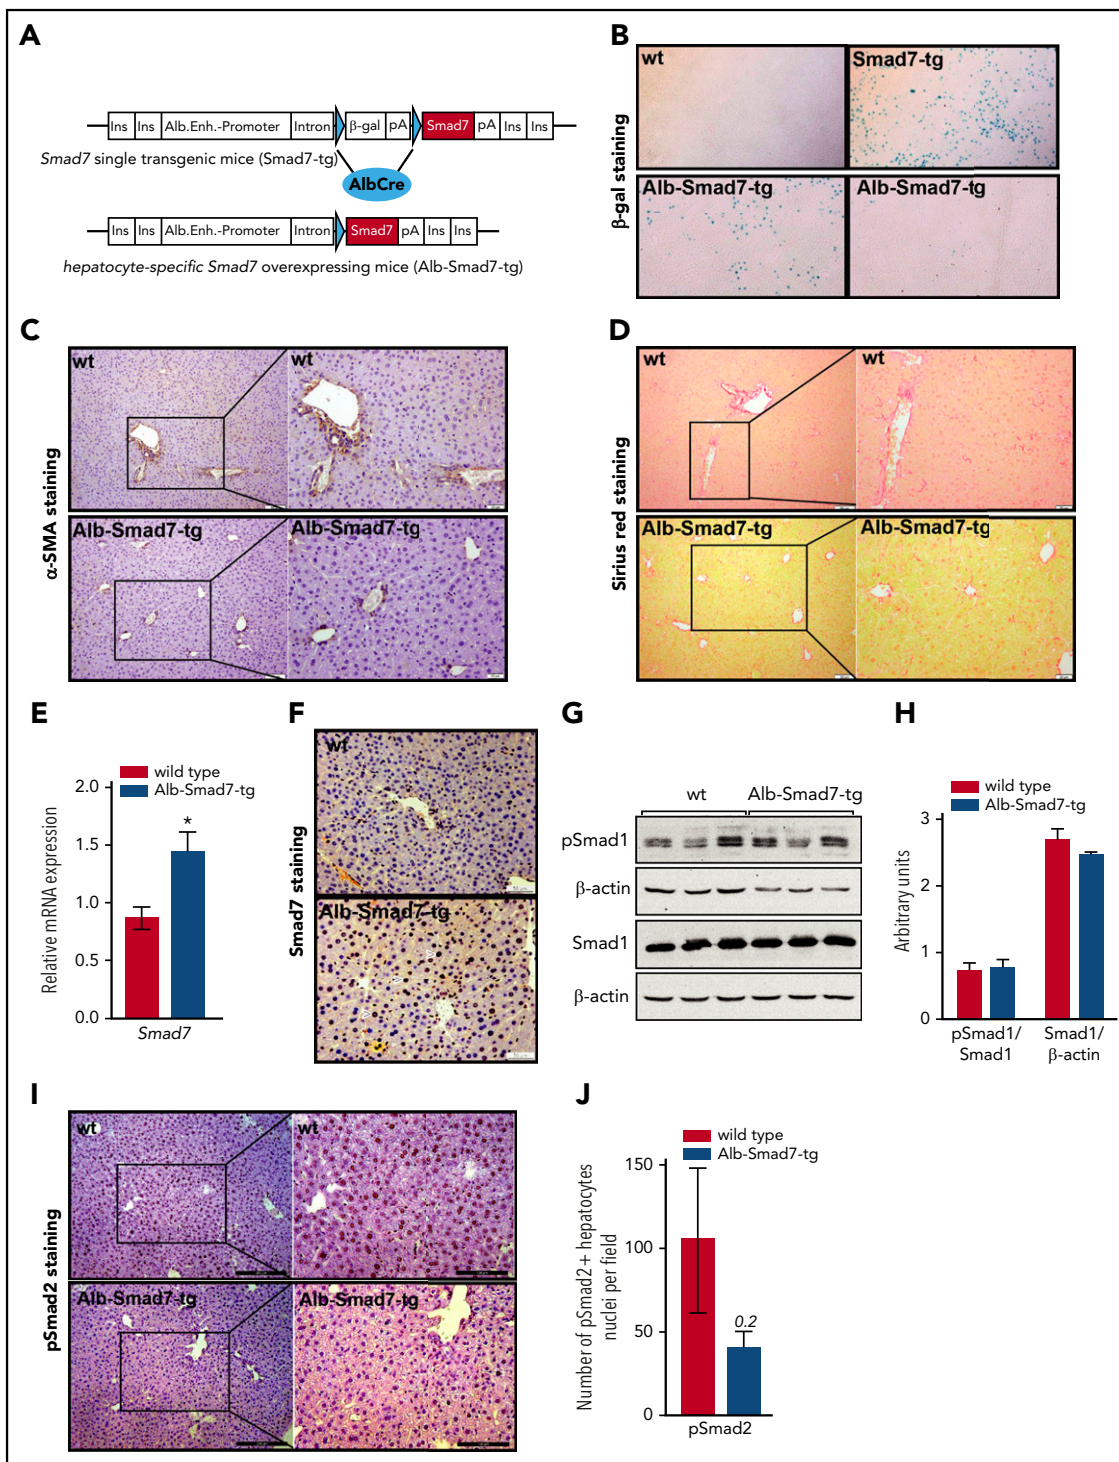 A
Ins Ins Alb.Enh.-Promoter Intron β-gal pA Smad7 pA Ins Ins
Smad7 single transgenic mice (Smad7-tg)
AlbCre
Ins Ins Alb.Enh.-Promoter Intron Smad7 pA Ins Ins
hepatocyte-specific Smad7 overexpressing mice (Alb-Smad7-tg)
B
β-gal staining
wt
Smad7-tg
Alb-Smad7-tg
Alb-Smad7-tg
C
α-SMA staining
wt
wt
Alb-Smad7-tg
Alb-Smad7-tg
D
Sirius red staining
wt
wt
Alb-Smad7-tg
Alb-Smad7-tg
E
wild type
Alb-Smad7-tg
Relative mRNA expression
2.0
1.5
1.0
0.5
0.0
*
Smad7
F
Smad7 staining
wt
Alb-Smad7-tg
G
wt Alb-Smad7-tg
pSmad1
β-actin
Smad1
β-actin
H
wild type
Alb-Smad7-tg
Arbitrary units
3
2
1
0
pSmad1/
Smad1
Smad1/
β-actin
I
pSmad2 staining
wt
wt
Alb-Smad7-tg
Alb-Smad7-tg
J
wild type
Alb-Smad7-tg
Number of pSmad2+ hepatocytes
nuclei per field
150
100
50
0
0.2
pSmad2